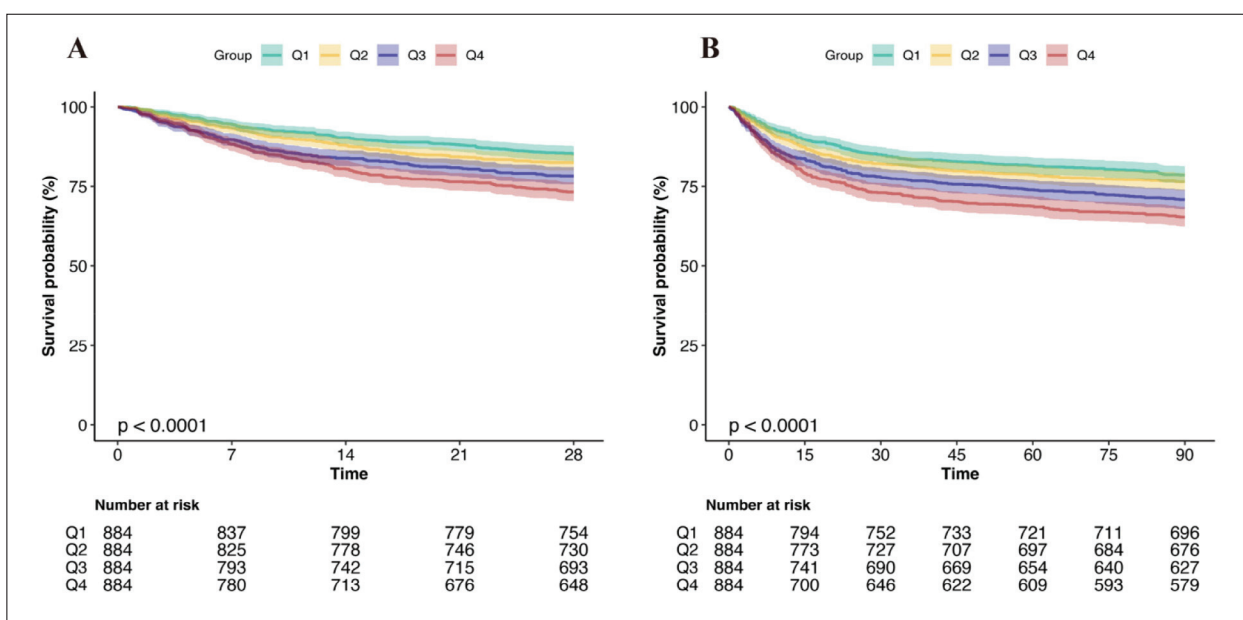 A
Group Q1 Q2 Q3 Q4
Survival probability (%)
100
75
50
25
0
p < 0.0001
0 7 14 21 28
Time
Number at risk
Q1 884 837 799 779 754
Q2 884 825 778 746 730
Q3 884 793 742 715 693
Q4 884 780 713 676 648
B
Group Q1 Q2 Q3 Q4
Survival probability (%)
100
75
50
25
0
p < 0.0001
0 15 30 45 60 75 90
Time
Number at risk
Q1 884 794 752 733 721 711 696
Q2 884 773 727 707 697 684 676
Q3 884 741 690 669 654 640 627
Q4 884 700 646 622 609 593 579